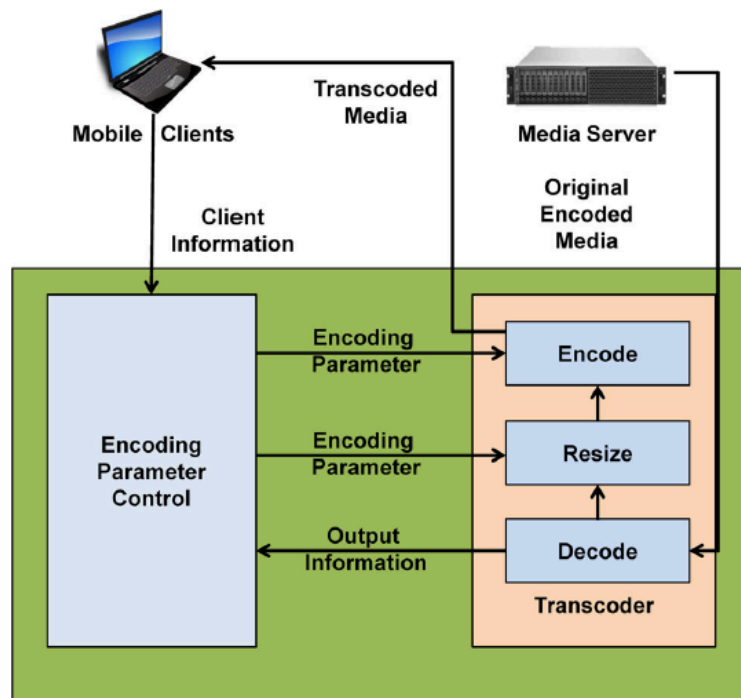 Transcoded
Media
Mobile Clients
Media Server
Original
Encoded
Media
Client
Information
Encoding
Parameter
Encode
Encoding
Parameter
Control
Encoding
Parameter
Resize
Output
Information
Decode
Transcoder